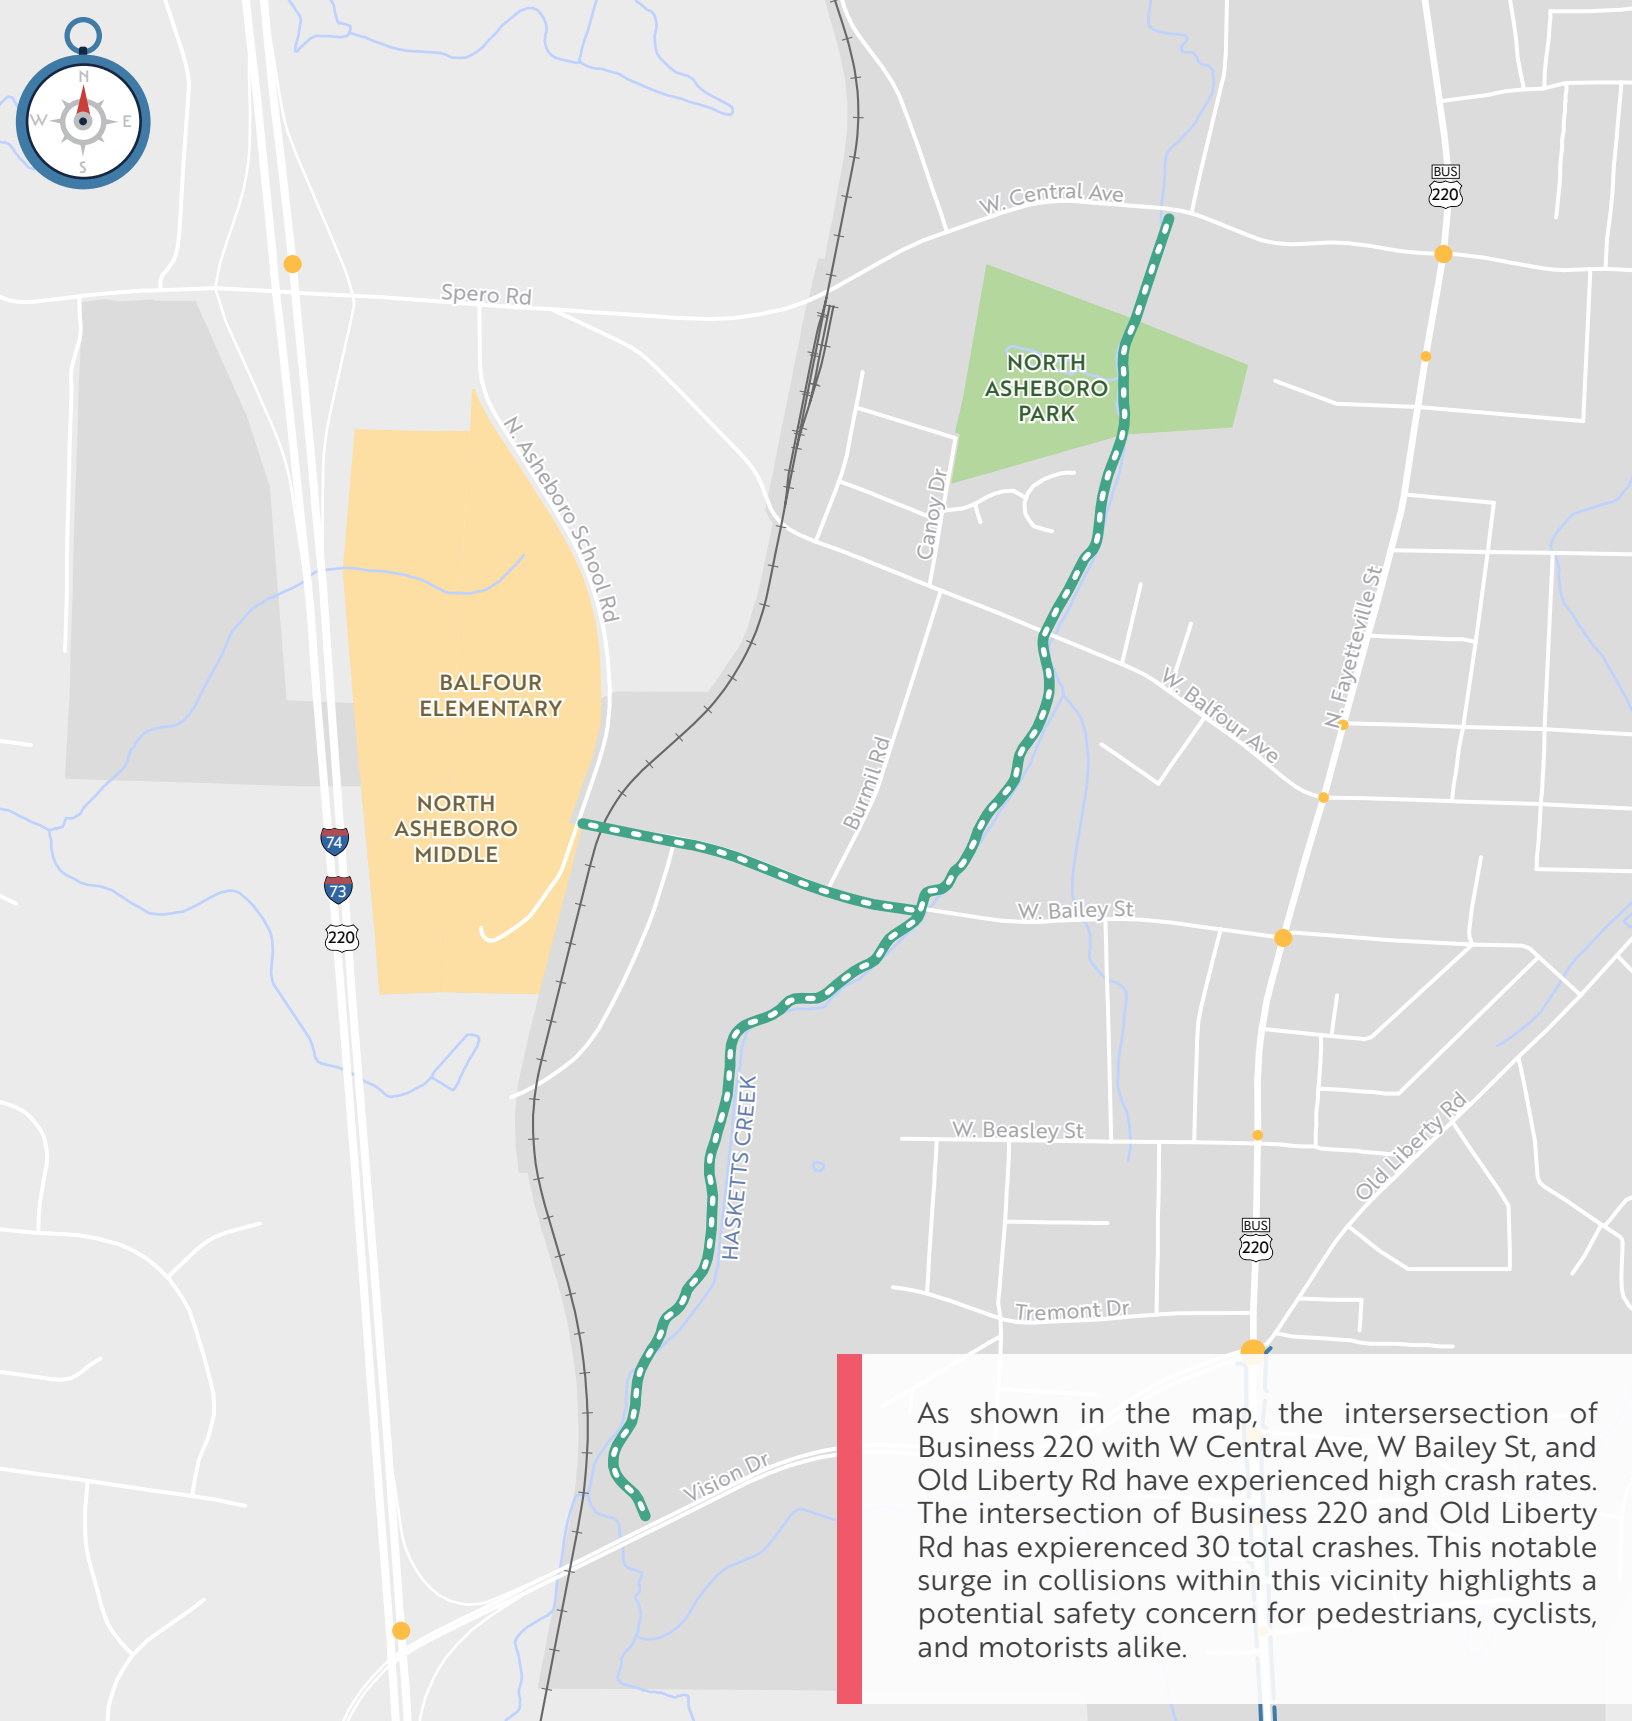 N
W
E
S
BUS
220
W. Central Ave
Spero Rd
NORTH
ASHEBORO
PARK
N. Asheboro School Rd
Canoy Dr
N. Fayetteville St
W. Balfour Ave
BALFOUR
ELEMENTARY
Burmil Rd
NORTH
ASHEBORO
MIDDLE
74
73
220
W. Bailey St
HASKETTS CREEK
W. Beasley St
Old Liberty Rd
BUS
220
Tremont Dr
Vision Dr
As shown in the map, the intersersection of
Business 220 with W Central Ave, W Bailey St, and
Old Liberty Rd have experienced high crash rates.
The intersection of Business 220 and Old Liberty
Rd has expierenced 30 total crashes. This notable
surge in collisions within this vicinity highlights a
potential safety concern for pedestrians, cyclists,
and motorists alike.